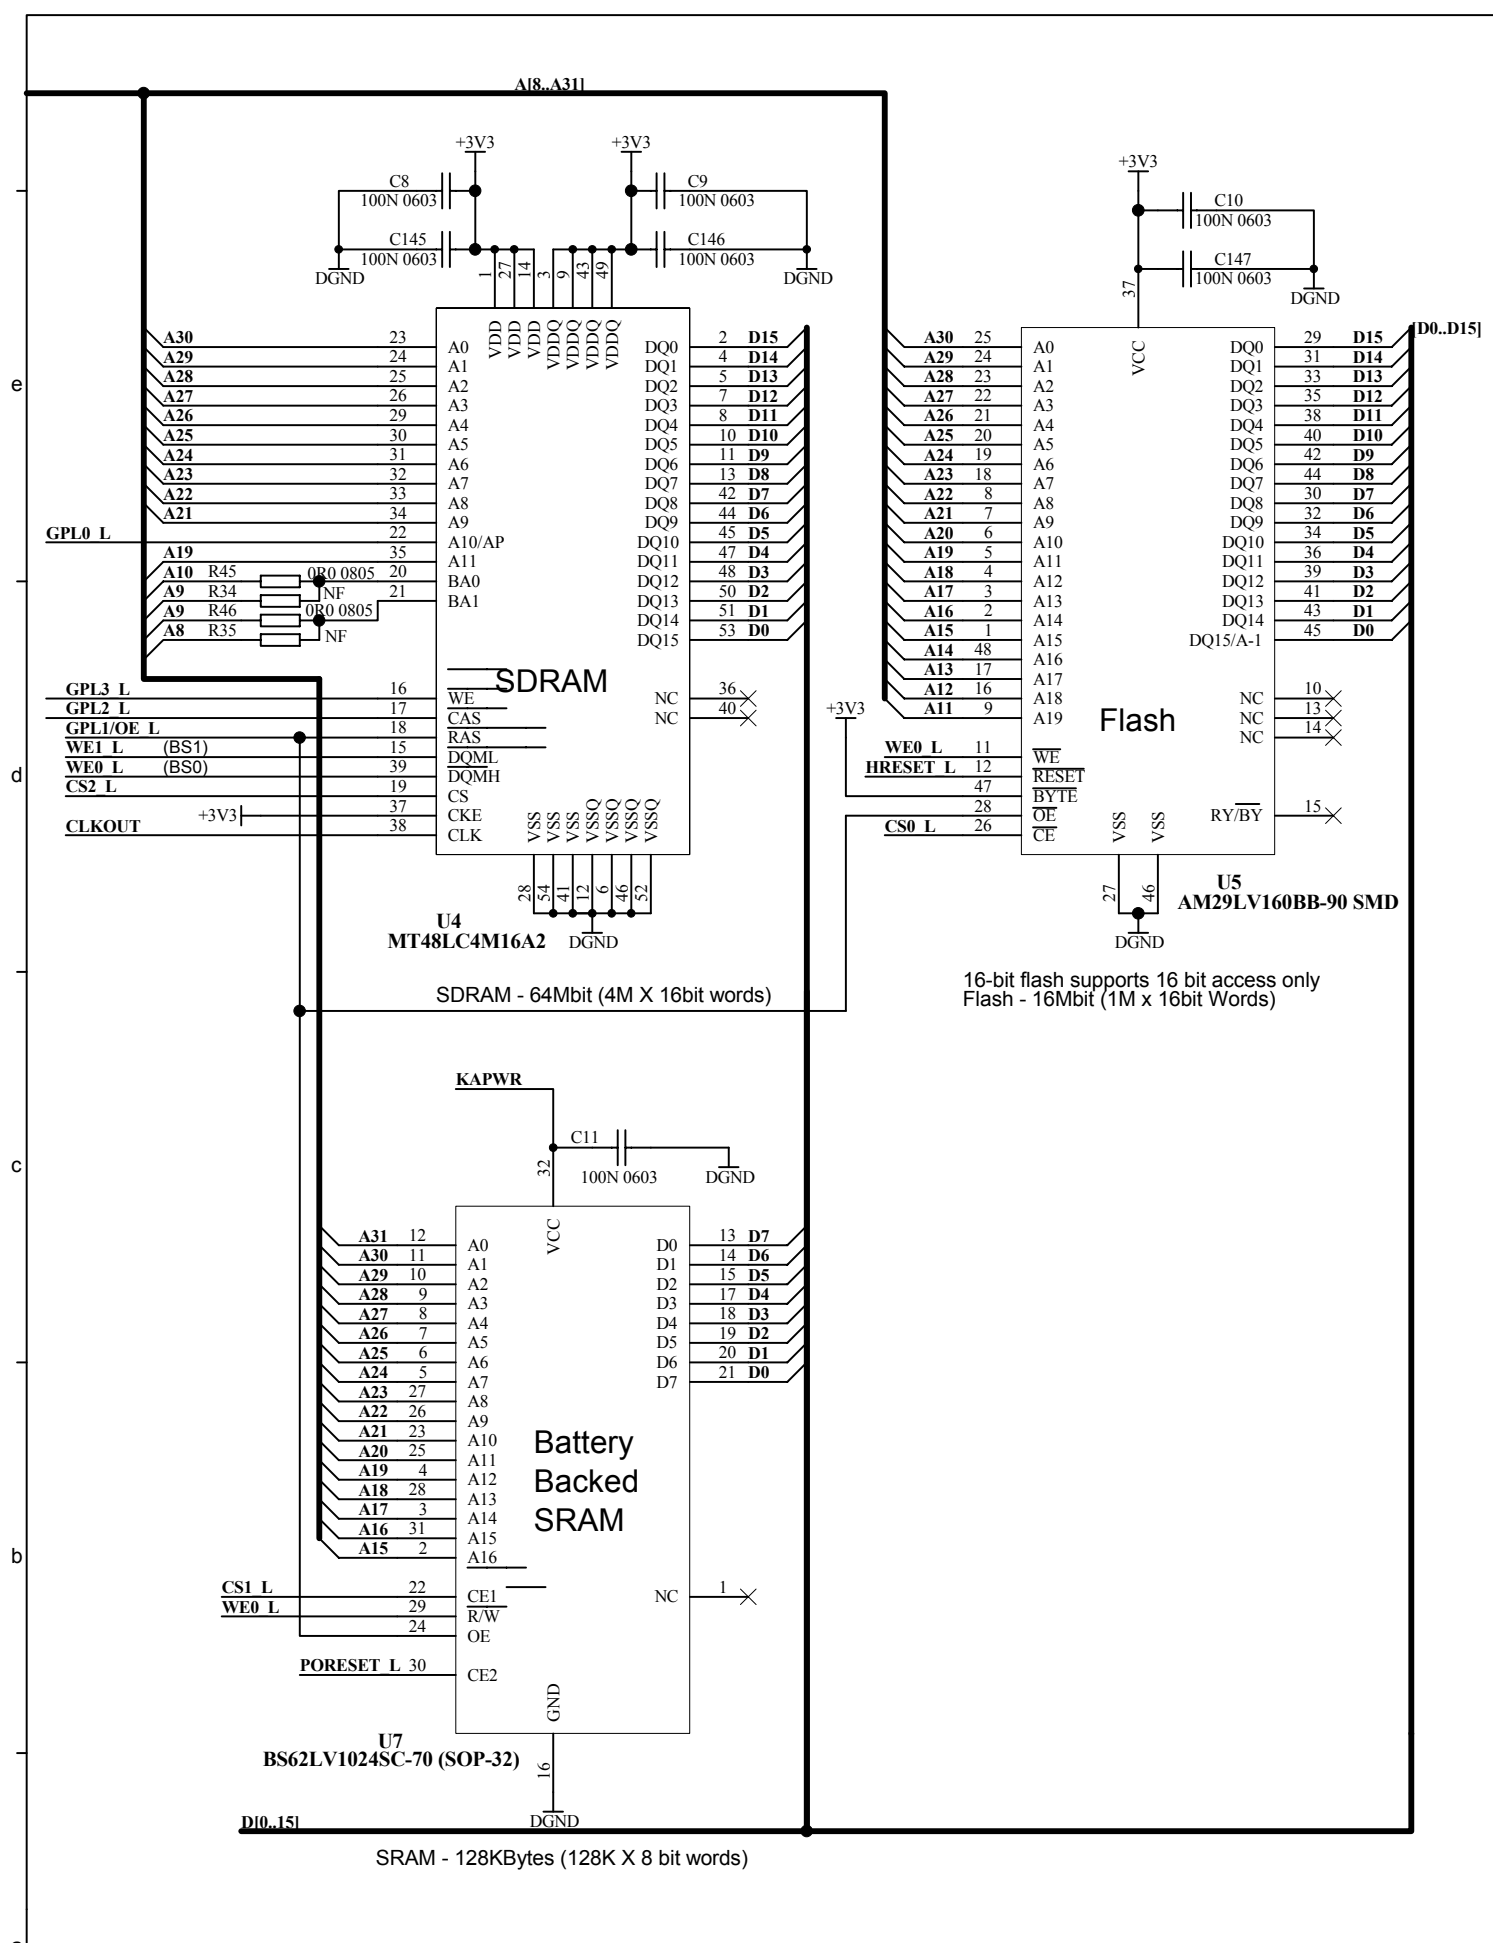 A[8..A31]
+3V3 +3V3
C8 C9
100N 0603 100N 0603
C145 C146
100N 0603 100N 0603
DGND DGND
1 27 14 3 9 43 49
VDD VDD VDD VDDQ VDDQ VDDQ VDDQ
A30 23 A0 DQ0 2 D15
A29 24 A1 DQ1 4 D14
A28 25 A2 DQ2 5 D13
A27 26 A3 DQ3 7 D12
A26 29 A4 DQ4 8 D11
A25 30 A5 DQ5 10 D10
A24 31 A6 DQ6 11 D9
A23 32 A7 DQ7 13 D8
A22 33 A8 DQ8 42 D7
A21 34 A9 DQ9 44 D6
GPL0_L 22 A10/AP DQ10 45 D5
A19 35 A11 DQ11 47 D4
A10 R45 0R0 0805 20 BA0 DQ12 48 D3
A9 R34 NF 21 BA1 DQ13 50 D2
A9 R46 0R0 0805 DQ14 51 D1
A8 R35 NF DQ15 53 D0
SDRAM
GPL3_L 16 WE NC 36
GPL2_L 17 CAS NC 40
GPL1/OE_L 18 RAS
WE1_L (BS1) 15 DQML
WE0_L (BS0) 39 DQMH
CS2_L 19 CS
+3V3 37 CKE
CLKOUT 38 CLK
VSS VSS VSS VSSQ VSSQ VSSQ VSSQ
28 54 41 12 6 46 52
U4
MT48LC4M16A2 DGND
SDRAM - 64Mbit (4M X 16bit words)
+3V3
C10
100N 0603
C147
100N 0603
DGND
37
VCC
[D0..D15]
A30 25 A0 DQ0 29 D15
A29 24 A1 DQ1 31 D14
A28 23 A2 DQ2 33 D13
A27 22 A3 DQ3 35 D12
A26 21 A4 DQ4 38 D11
A25 20 A5 DQ5 40 D10
A24 19 A6 DQ6 42 D9
A23 18 A7 DQ7 44 D8
A22 8 A8 DQ8 30 D7
A21 7 A9 DQ9 32 D6
A20 6 A10 DQ10 34 D5
A19 5 A11 DQ11 36 D4
A18 4 A12 DQ12 39 D3
A17 3 A13 DQ13 41 D2
A16 2 A14 DQ14 43 D1
A15 1 A15 DQ15/A-1 45 D0
A14 48 A16
A13 17 A17
A12 16 A18 NC 10
A11 9 A19 NC 13
NC 14
Flash
+3V3
WE0_L 11 WE
HRESET_L 12 RESET
47 BYTE
28 OE RY/BY 15
CS0_L 26 CE
VSS VSS
27 46
DGND
U5
AM29LV160BB-90 SMD
16-bit flash supports 16 bit access only
Flash - 16Mbit (1M x 16bit Words)
KAPWR
C11
100N 0603
DGND
32
VCC
A31 12 A0 D0 13 D7
A30 11 A1 D1 14 D6
A29 10 A2 D2 15 D5
A28 9 A3 D3 17 D4
A27 8 A4 D4 18 D3
A26 7 A5 D5 19 D2
A25 6 A6 D6 20 D1
A24 5 A7 D7 21 D0
A23 27 A8
A22 26 A9
A21 23 A10
A20 25 A11
A19 4 A12
A18 28 A13
A17 3 A14
A16 31 A15
A15 2 A16
Battery
Backed
SRAM
CS1_L 22 CE1 NC 1
WE0_L 29 R/W
24 OE
PORESET_L 30 CE2
GND
16
DGND
U7
BS62LV1024SC-70 (SOP-32)
D[0..15]
SRAM - 128KBytes (128K X 8 bit words)
e
d
c
b